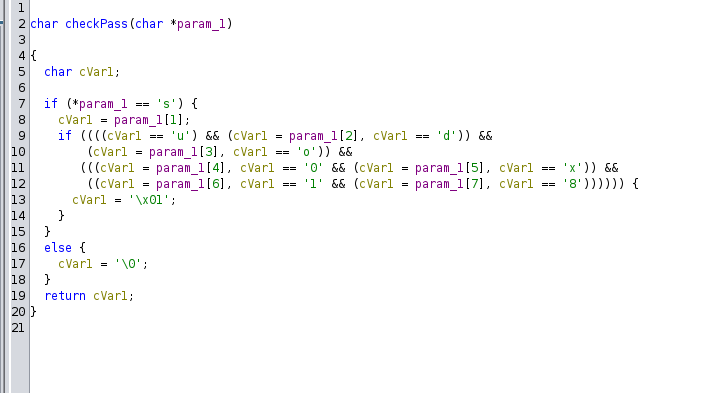 1
2 char checkPass(char *param_1)
3
4 {
5   char cVar1;
6
7   if (*param_1 == 's') {
8     cVar1 = param_1[1];
9     if ((((cVar1 == 'u') && (cVar1 = param_1[2], cVar1 == 'd')) &&
10         (cVar1 = param_1[3], cVar1 == 'o')) &&
11        (((cVar1 = param_1[4], cVar1 == '0' && (cVar1 = param_1[5], cVar1 == 'x')) &&
12         ((cVar1 = param_1[6], cVar1 == '1' && (cVar1 = param_1[7], cVar1 == '8')))))) {
13       cVar1 = '\x01';
14     }
15   }
16   else {
17     cVar1 = '\0';
18   }
19   return cVar1;
20 }
21